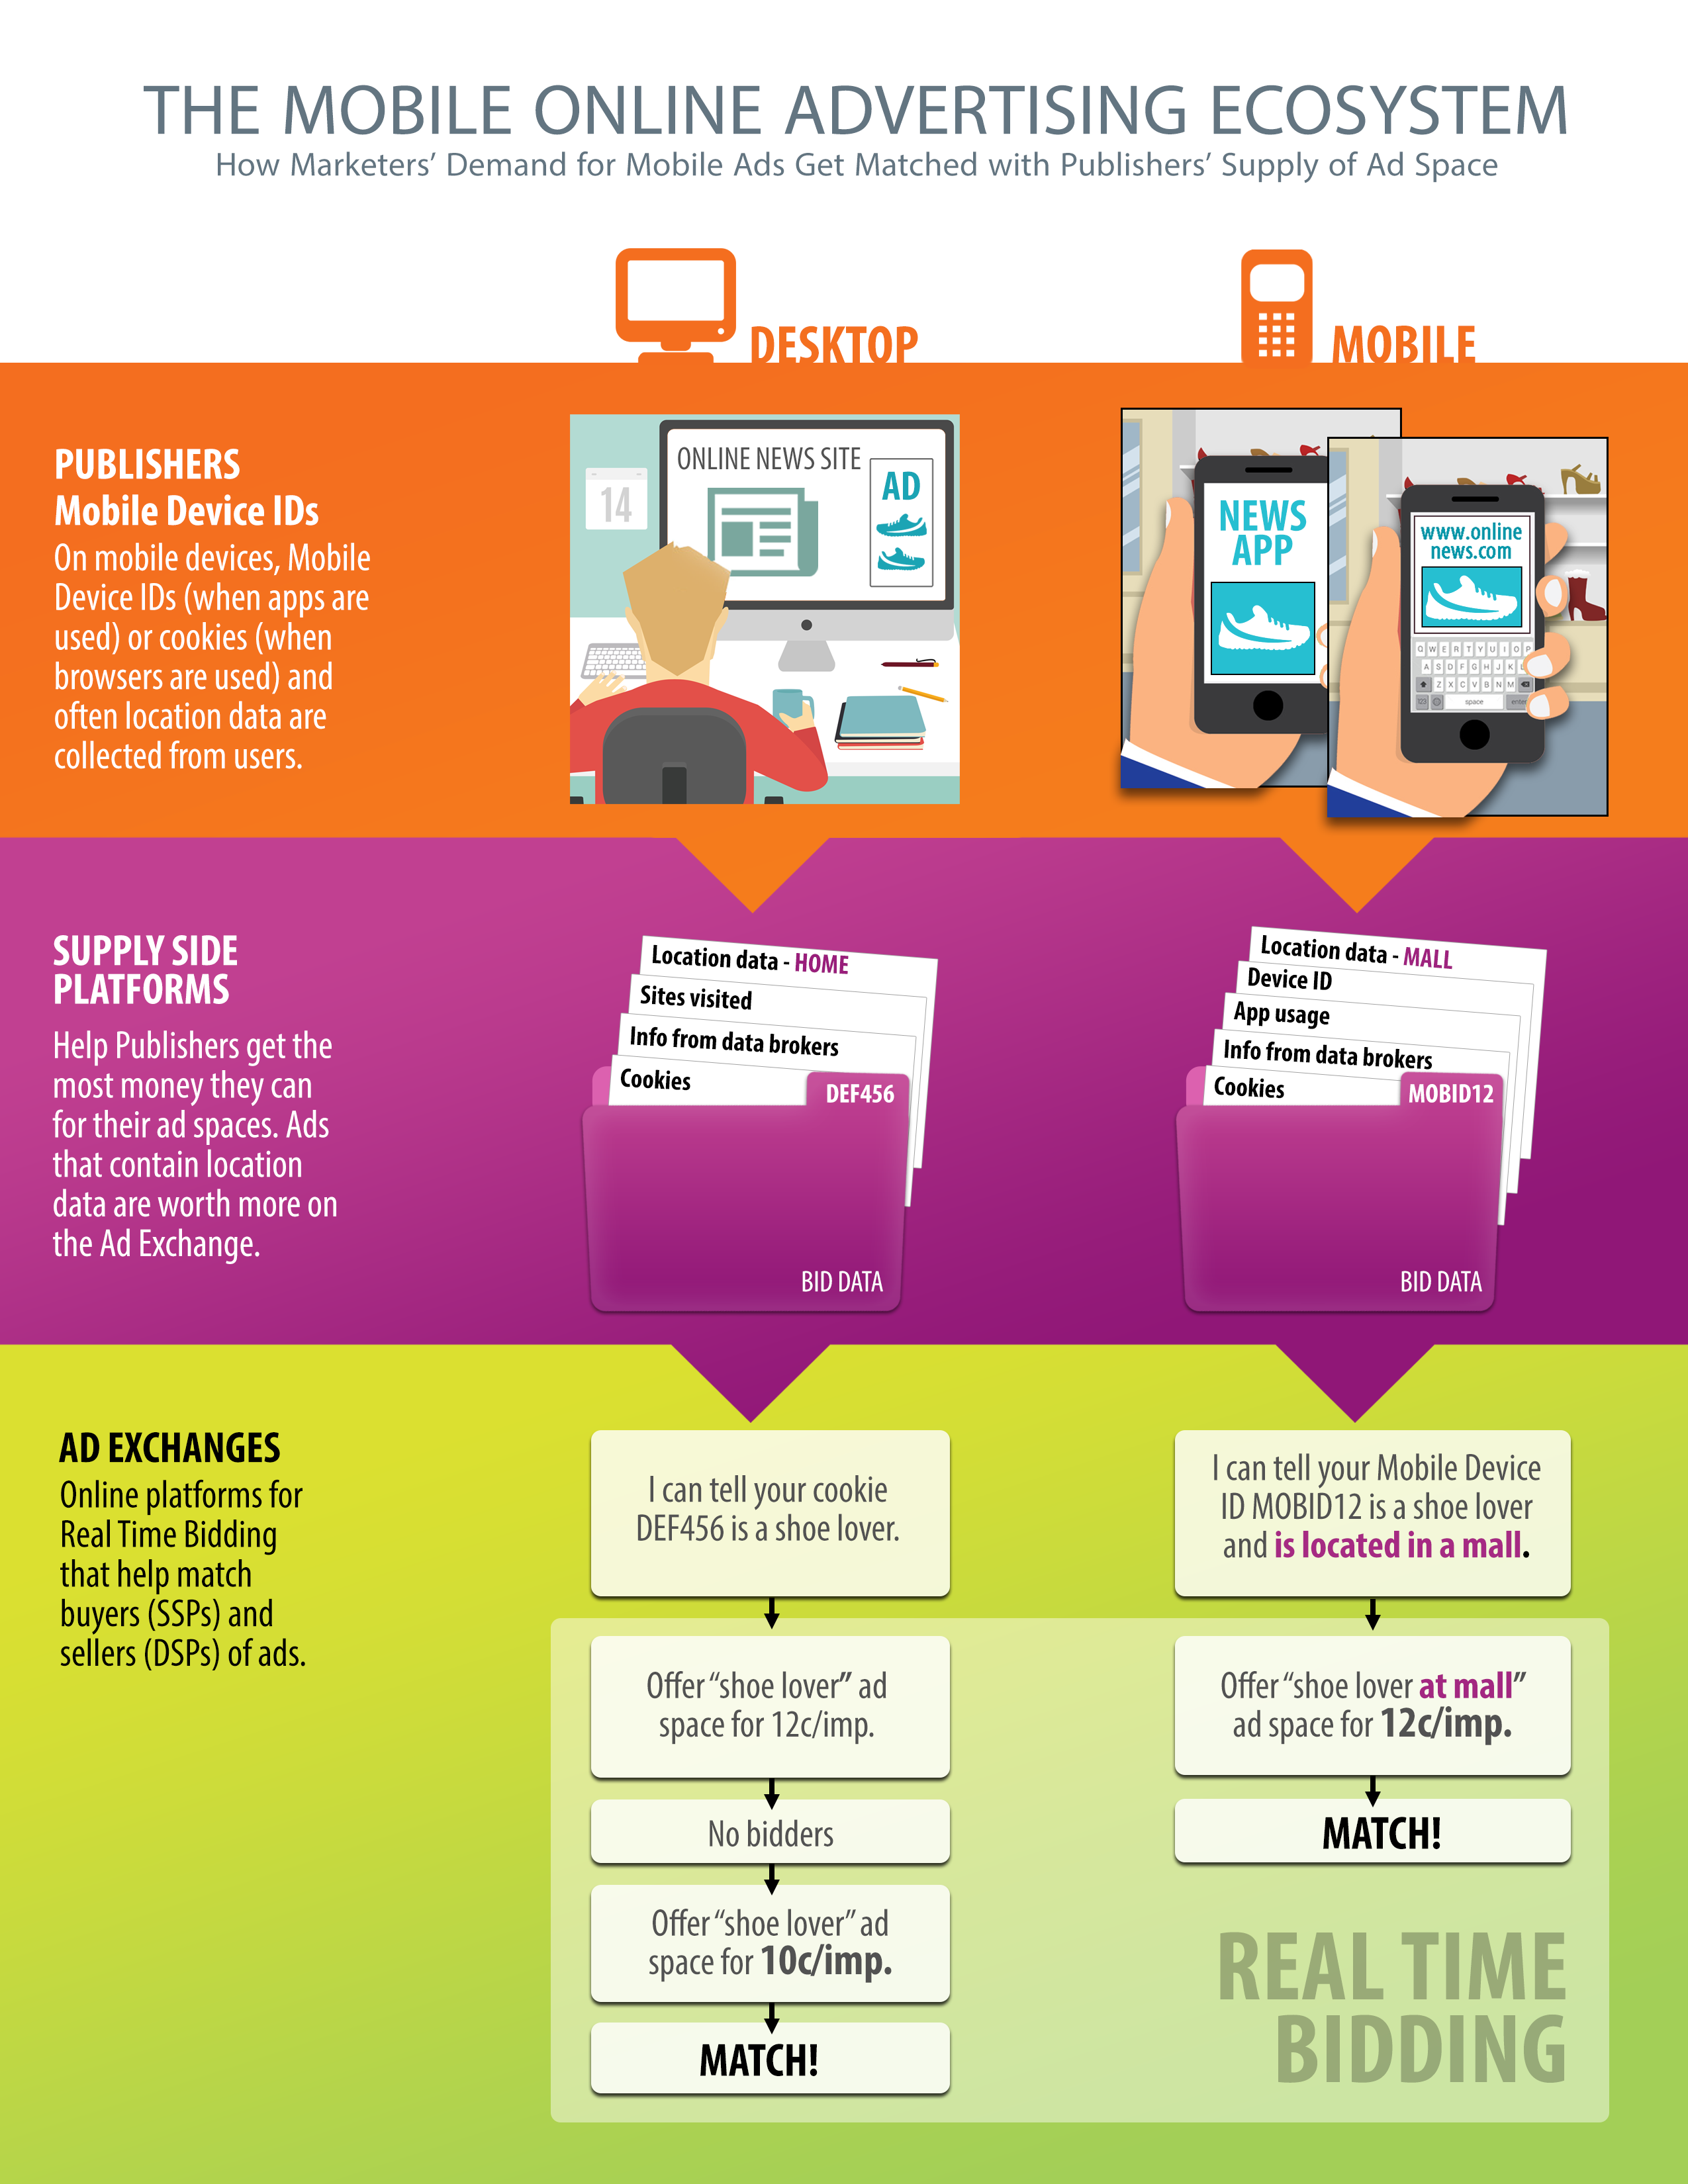 THE MOBILE ONLINE ADVERTISING ECOSYSTEM
How Marketers’ Demand for Mobile Ads Get Matched with Publishers’ Supply of Ad Space
DESKTOP
MOBILE
PUBLISHERS
Mobile Device IDs
On mobile devices, Mobile
Device IDs (when apps are
used) or cookies (when
browsers are used) and
often location data are
collected from users.
14
ONLINE NEWS SITE
AD
NEWS
APP
www.online
news.com
Q W E R T Y U I O P
A S D F G H J K L
Z X C V B N M
123 space enter
SUPPLY SIDE
PLATFORMS
Help Publishers get the
most money they can
for their ad spaces. Ads
that contain location
data are worth more on
the Ad Exchange.
Location data - HOME
Sites visited
Info from data brokers
Cookies
DEF456
BID DATA
Location data - MALL
Device ID
App usage
Info from data brokers
Cookies
MOBID12
BID DATA
AD EXCHANGES
Online platforms for
Real Time Bidding
that help match
buyers (SSPs) and
sellers (DSPs) of ads.
I can tell your cookie
DEF456 is a shoe lover.
Offer “shoe lover” ad
space for 12c/imp.
No bidders
Offer “shoe lover” ad
space for 10c/imp.
MATCH!
I can tell your Mobile Device
ID MOBID12 is a shoe lover
and is located in a mall.
Offer “shoe lover at mall”
ad space for 12c/imp.
MATCH!
REAL TIME
BIDDING